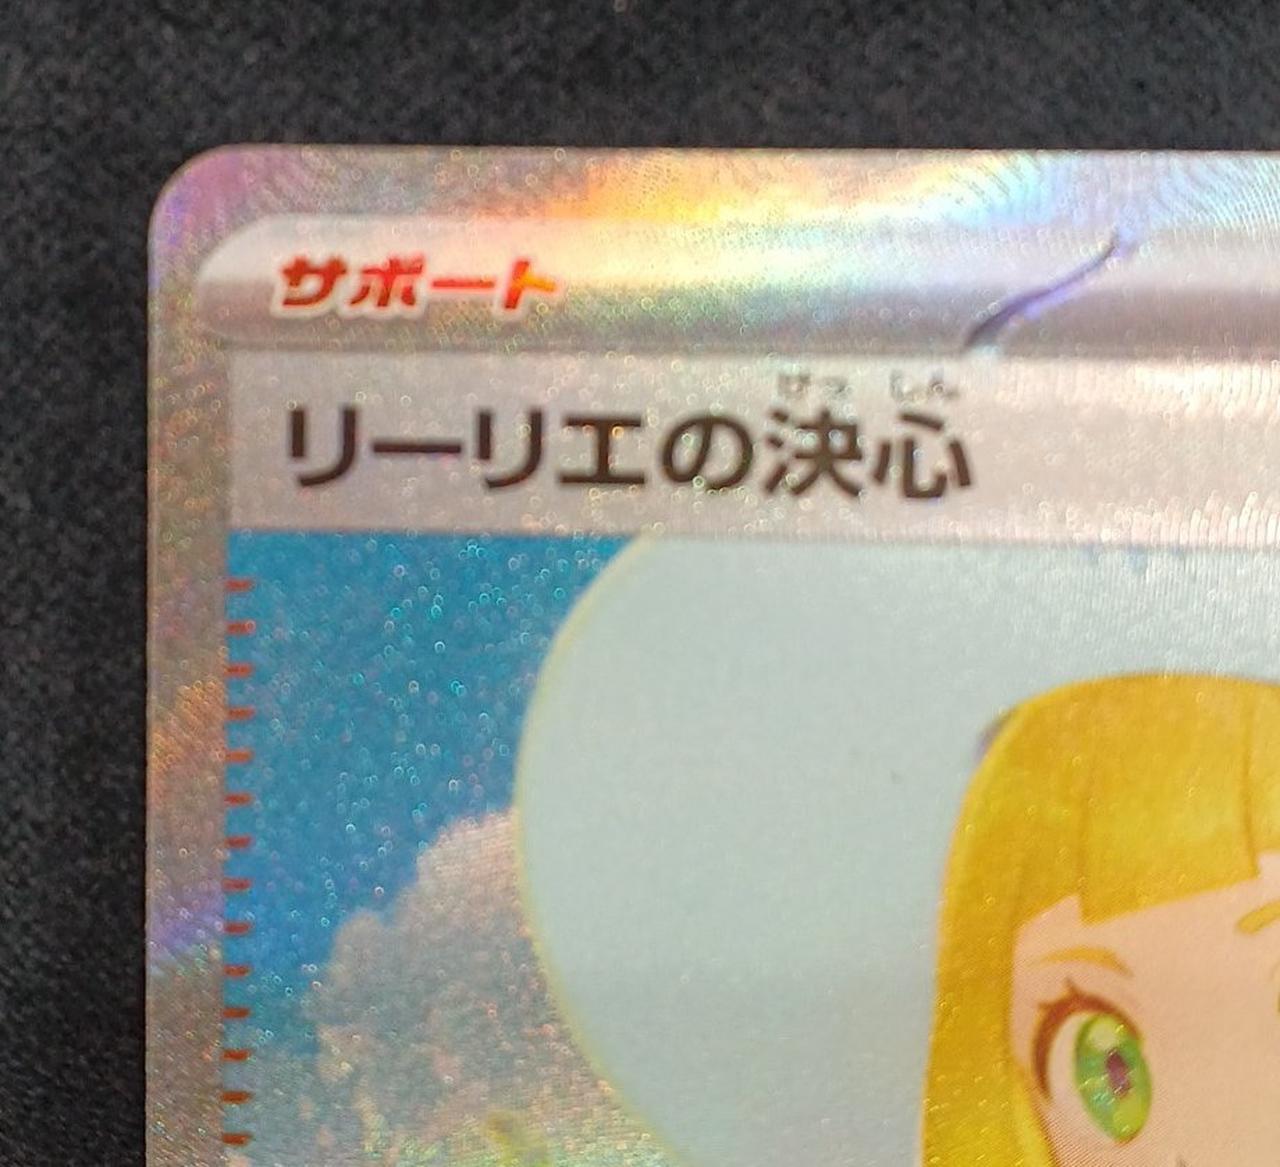 サポート
けっ しん
リーリエの決心